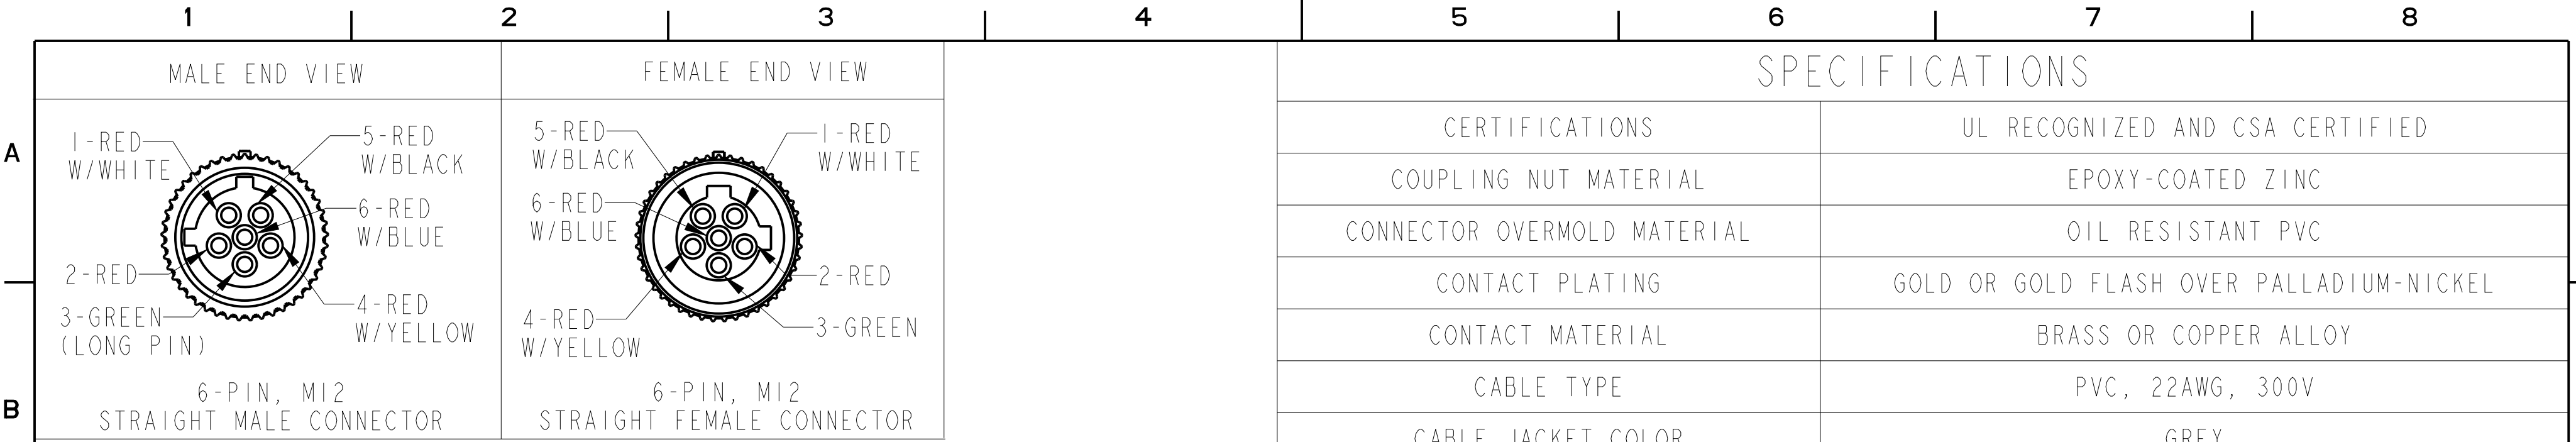 1 2 3 4 5 6 7 8
A
B
MALE END VIEW
1-RED
W/WHITE
5-RED
W/BLACK
6-RED
W/BLUE
2-RED
3-GREEN
(LONG PIN)
4-RED
W/YELLOW
6-PIN, M12
STRAIGHT MALE CONNECTOR
FEMALE END VIEW
5-RED
W/BLACK
1-RED
W/WHITE
6-RED
W/BLUE
2-RED
4-RED
W/YELLOW
3-GREEN
6-PIN, M12
STRAIGHT FEMALE CONNECTOR
SPECIFICATIONS
CERTIFICATIONS UL RECOGNIZED AND CSA CERTIFIED
COUPLING NUT MATERIAL EPOXY-COATED ZINC
CONNECTOR OVERMOLD MATERIAL OIL RESISTANT PVC
CONTACT PLATING GOLD OR GOLD FLASH OVER PALLADIUM-NICKEL
CONTACT MATERIAL BRASS OR COPPER ALLOY
CABLE TYPE PVC, 22AWG, 300V
CABLE JACKET COLOR GREY